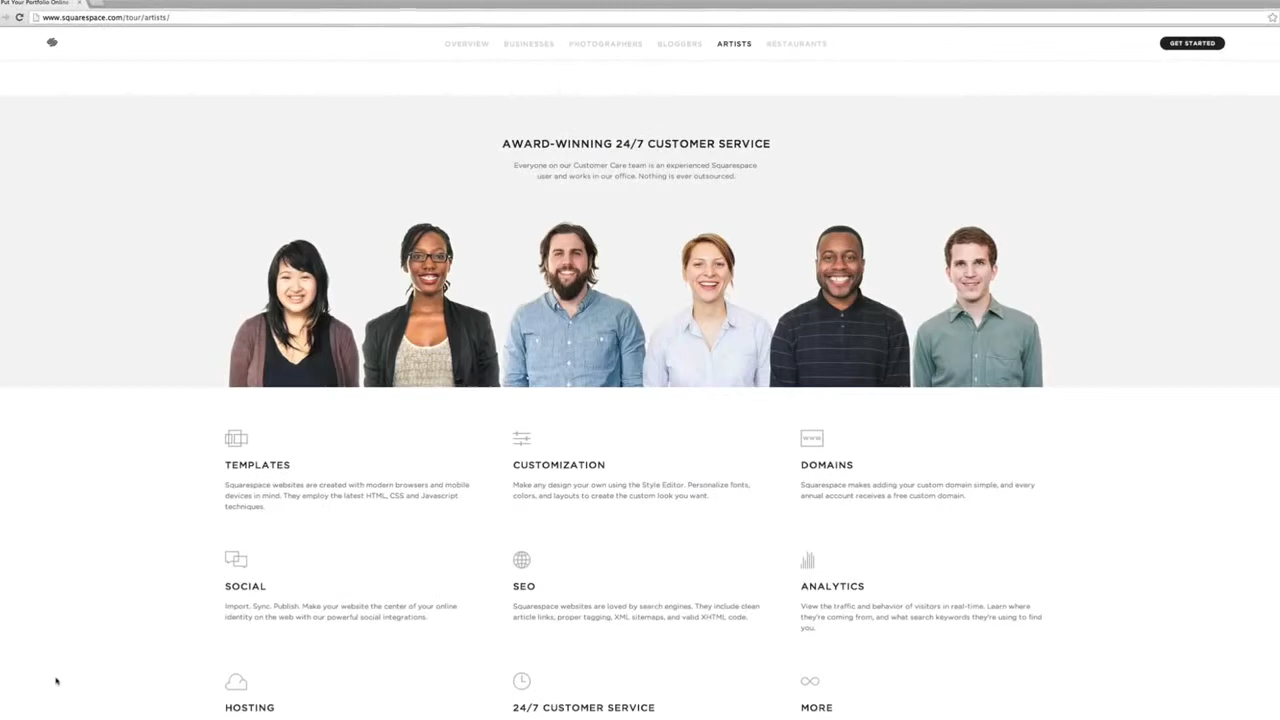 Put Your Portfolio Online
www.squarespace.com/tour/artists/
OVERVIEW BUSINESSES PHOTOGRAPHERS BLOGGERS ARTISTS RESTAURANTS
GET STARTED
AWARD-WINNING 24/7 CUSTOMER SERVICE
Everyone on our Customer Care team is an experienced Squarespace
user and works in our office. Nothing is ever outsourced.
TEMPLATES
Squarespace websites are created with modern browsers and mobile
devices in mind. They employ the latest HTML, CSS and Javascript
techniques.
CUSTOMIZATION
Make any design your own using the Style Editor. Personalize fonts,
colors, and layouts to create the custom look you want.
WWW
DOMAINS
Squarespace makes adding your custom domain simple, and every
annual account receives a free custom domain.
SOCIAL
Import. Sync. Publish. Make your website the center of your online
identity on the web with our powerful social integrations.
SEO
Squarespace websites are loved by search engines. They include clean
article links, proper tagging, XML sitemaps, and valid XHTML code.
ANALYTICS
View the traffic and behavior of visitors in real-time. Learn where
they're coming from, and what search keywords they're using to find
you.
HOSTING
24/7 CUSTOMER SERVICE
MORE